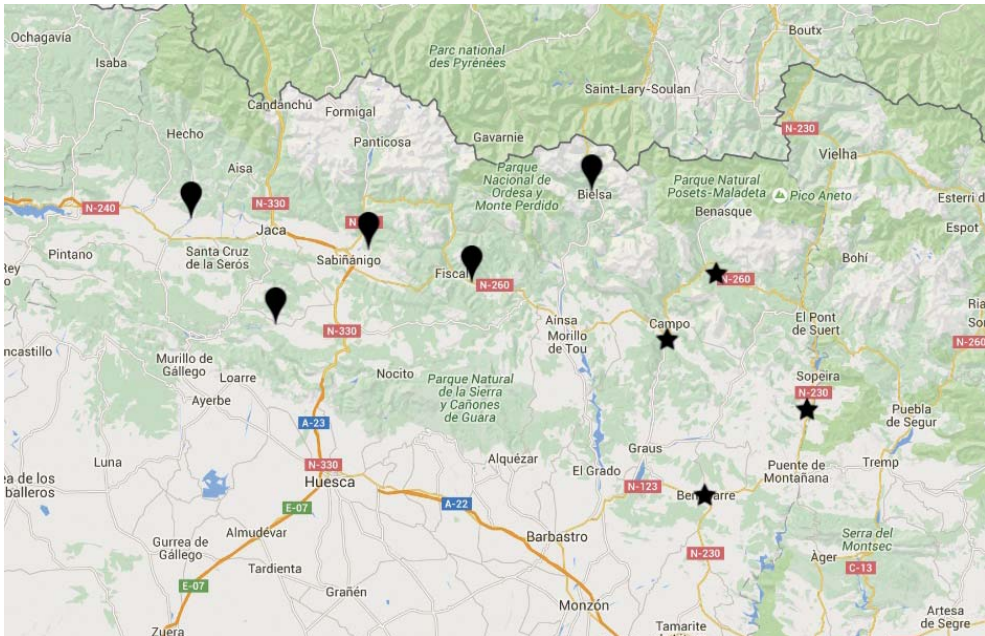 Ochagavía
Isaba
Parc national
des Pyrénées
Boutx
Saint-Lary-Soulan
Candanchú
Formigal
Hecho
Panticosa
Gavarnie
N-230
Vielha
Aisa
Parque
Nacional de
Ordesa y
Monte Perdido
Bielsa
Parque Natural
Posets-Maladeta
Pico Aneto
Benasque
Esterri d
N-240
N-330
Jaca
Espot
Pintano
Santa Cruz
de la Serós
Sabiñánigo
Rey
Fiscal
N-260
N-260
Bohí
Ainsa
Morillo
de Tou
Campo
El Pont
de Suert
Ria
N-330
N-260
ncastillo
Murillo de
Gállego
Loarre
Nocito
Ayerbe
Parque Natural
de la Sierra
y Cañones
de Guara
Sopeira
N-230
Puebla
de Segur
A-23
Luna
N-330
Huesca
Alquézar
El Grado
Graus
N-123
Puente de
Montañana
Tremp
ea de los
balleros
E-07
A-22
Almudévar
Barbastro
Gurrea de
Gállego
Tardienta
N-230
Serra del
Montsec
Àger
C-13
E-07
Grañén
Monzón
Artesa
de Segre
Zuera
Tamarite